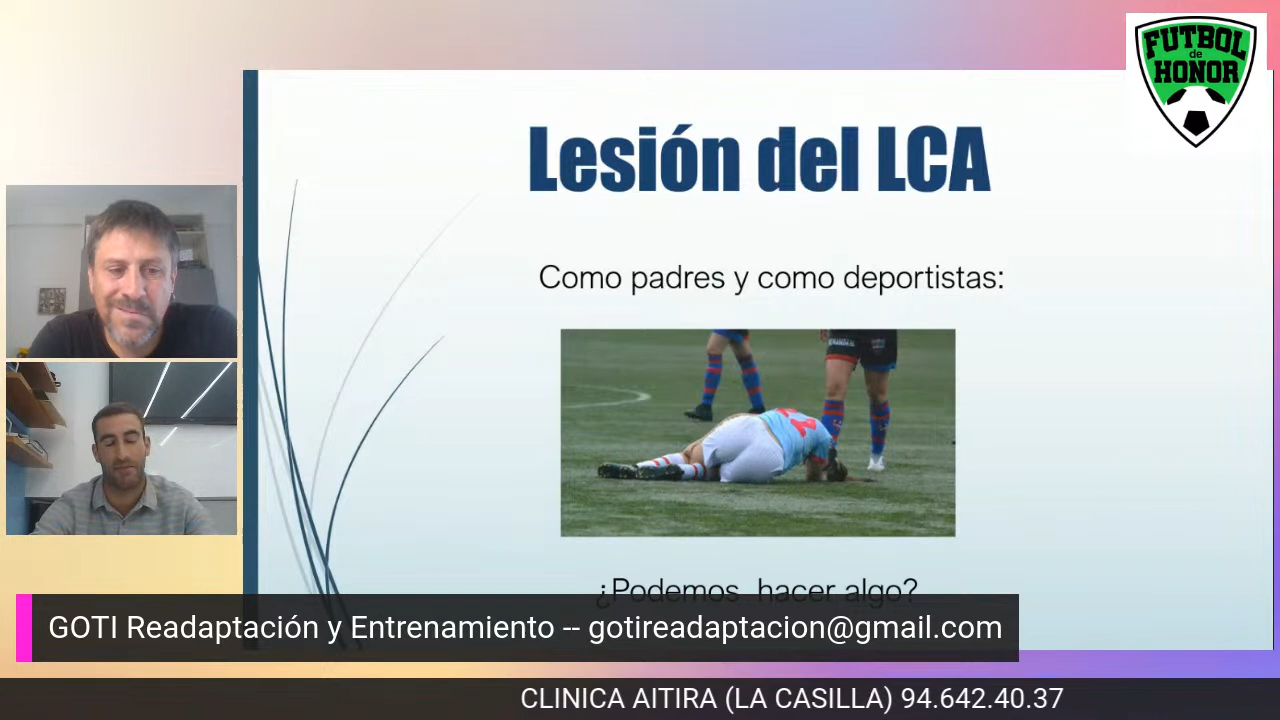 FUTBOL
de
HONOR
Lesión del LCA
Como padres y como deportistas:
¿Podemos hacer algo?
GOTI Readaptación y Entrenamiento -- gotireadaptacion@gmail.com
CLINICA AITIRA (LA CASILLA) 94.642.40.37